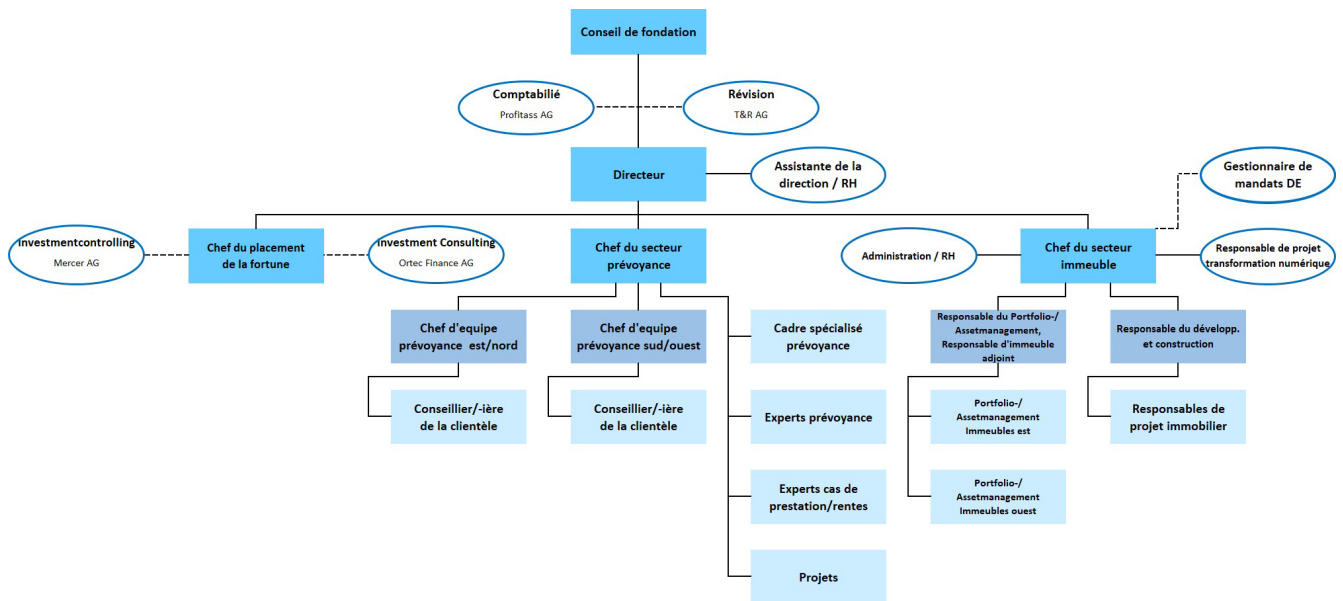 Conseil de fondation
Comptabilié
Profitass AG
Révision
T&R AG
Directeur
Assistante de la
direction / RH
Gestionnaire de
mandats DE
Investmentcontrolling
Mercer AG
Chef du placement
de la fortune
Investment Consulting
Ortec Finance AG
Chef du secteur
prévoyance
Administration / RH
Chef du secteur
immeuble
Responsable de projet
transformation numérique
Chef d'equipe
prévoyance est/nord
Chef d'equipe
prévoyance sud/ouest
Cadre spécialisé
prévoyance
Responsable du Portfolio-/
Assetmanagement,
Responsable d'immeuble
adjoint
Responsable du développ.
et construction
Conseillier/-ière
de la clientèle
Conseillier/-ière
de la clientèle
Experts prévoyance
Portfolio-/
Assetmanagement
Immeubles est
Responsables de
projet immobilier
Experts cas de
prestation/rentes
Portfolio-/
Assetmanagement
Immeubles ouest
Projets